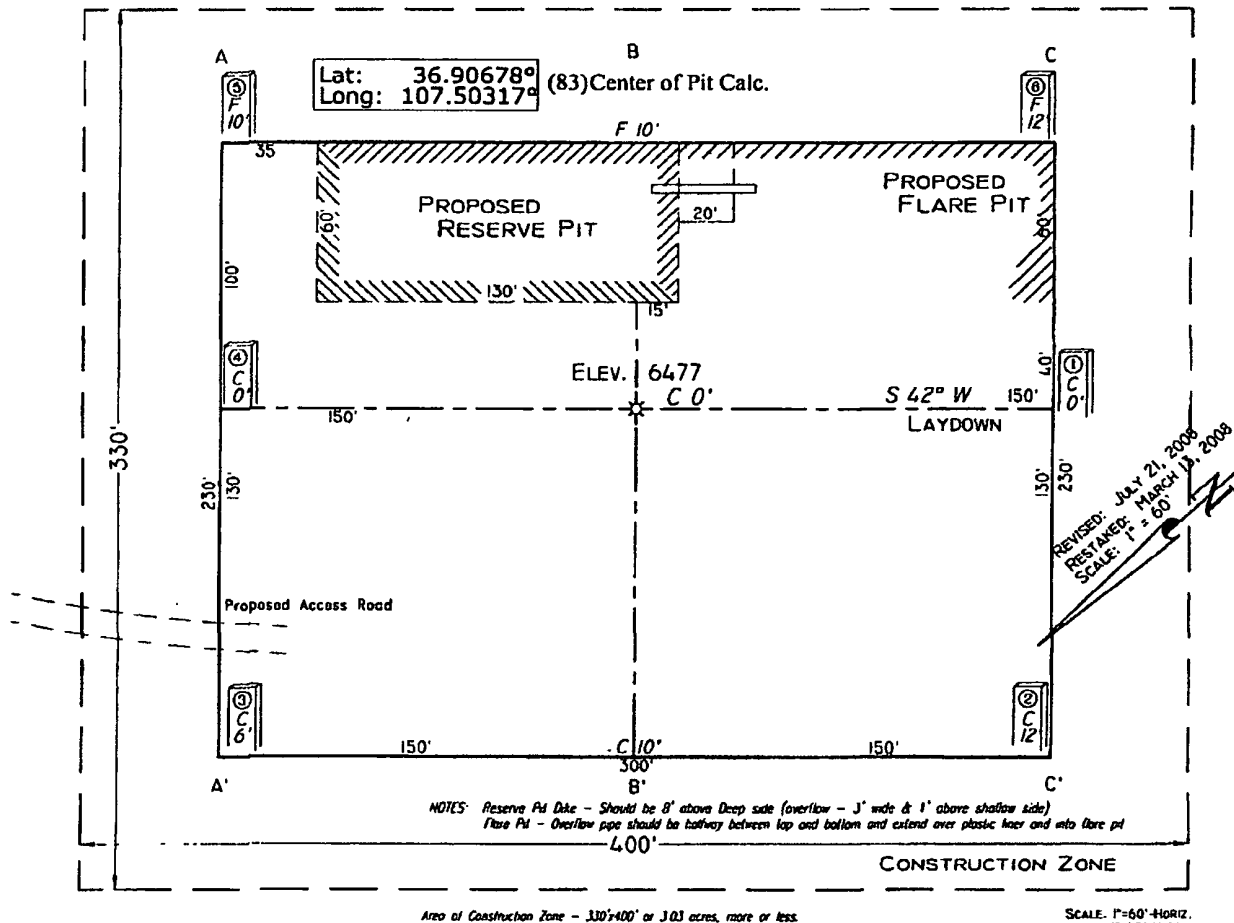 A
B
C
Lat: 36.90678°
Long: 107.50317°
(83)Center of Pit Calc.
⑤
F
10'
⑥
F
12'
F 10'
35
PROPOSED
RESERVE PIT
60'
130'
15'
20'
PROPOSED
FLARE PIT
60'
100'
④
C
0'
40'
①
C
0'
ELEV. 6477
C 0'
S 42° W
150'
150'
LAYDOWN
330'
230'
130'
130'
230'
REVISED: JULY 21, 2008
RESTAKED: MARCH 13, 2008
SCALE: 1" = 60'
N
Proposed Access Road
③
C
6'
②
C
12'
150'
C 10'
150'
300'
A'
B'
C'
NOTES: Reserve Pit Dike - Should be 8' above Deep side (overflow - 3' wide & 1' above shallow side)
Flare Pit - Overflow pipe should be halfway between top and bottom and extend over plastic liner and into flare pit
400'
CONSTRUCTION ZONE
Area of Construction Zone - 330'x400' or 3.03 acres, more or less.
SCALE: 1"=60'-HORIZ.